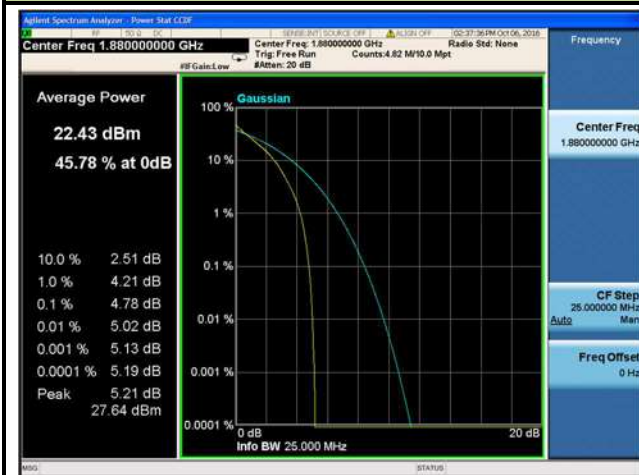 Agilent Spectrum Analyzer - Power Stat CCDF
RF 50 Ω DC SENSE:INT SOURCE OFF ALIGN OFF 02:37:36 PM Oct 06, 2016
Center Freq 1.880000000 GHz
Center Freq: 1.880000000 GHz Radio Std: None
Trig: Free Run Counts:4.82 M/10.0 Mpt
#IFGain:Low #Atten: 20 dB
Frequency
Average Power
22.43 dBm
45.78 % at 0dB
10.0 % 2.51 dB
1.0 % 4.21 dB
0.1 % 4.78 dB
0.01 % 5.02 dB
0.001 % 5.13 dB
0.0001 % 5.19 dB
Peak 5.21 dB
27.64 dBm
Gaussian
100 %
10 %
1 %
0.1 %
0.01 %
0.001 %
0.0001 %
0 dB 20 dB
Info BW 25.000 MHz
Center Freq
1.880000000 GHz
CF Step
25.000000 MHz
Auto Man
Freq Offset
0 Hz
MSG STATUS